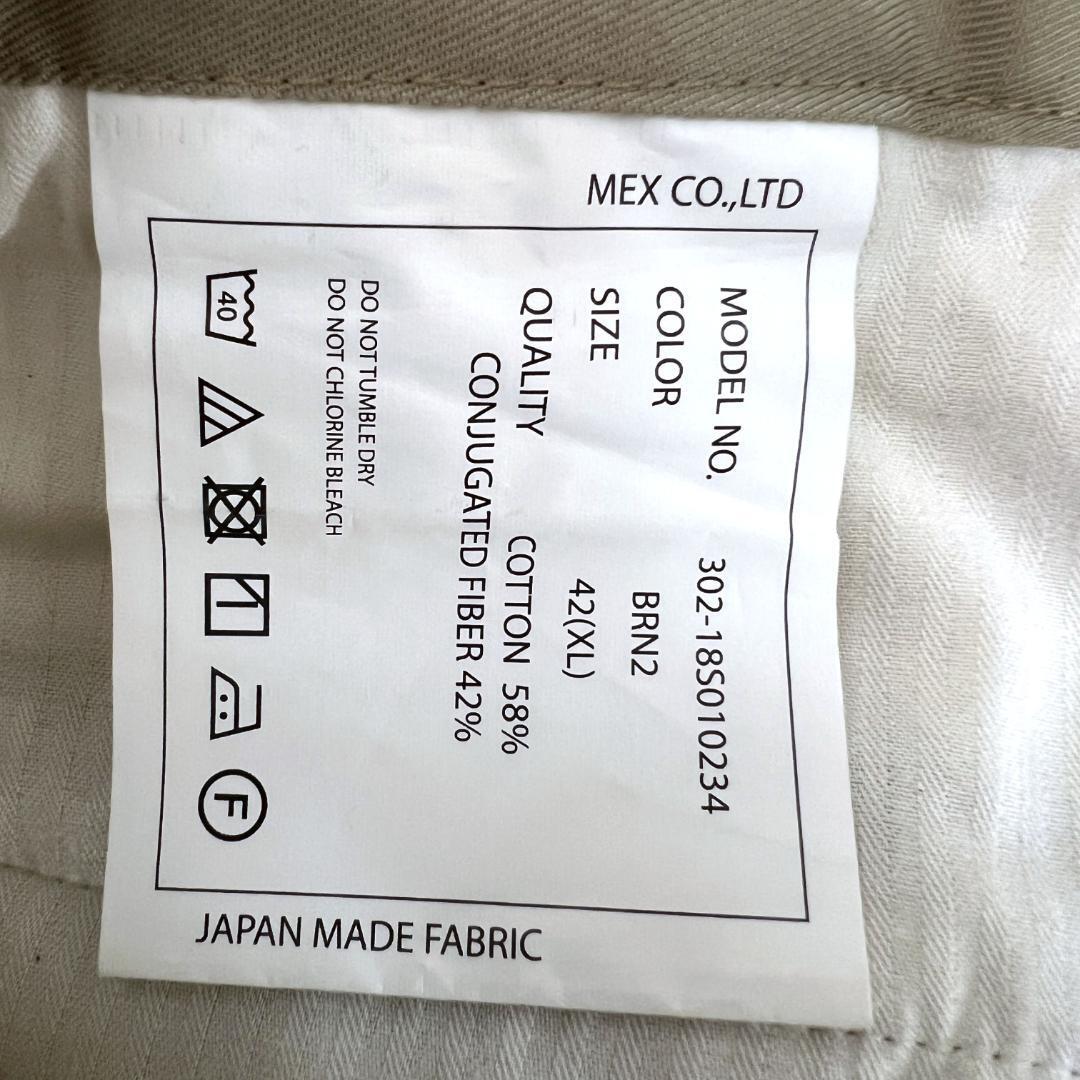 MEX CO.,LTD
MODEL NO. 302-18S010234
COLOR BRN2
SIZE 42(XL)
QUALITY COTTON 58%
CONJUGATED FIBER 42%
DO NOT TUMBLE DRY
DO NOT CHLORINE BLEACH
40
F
JAPAN MADE FABRIC